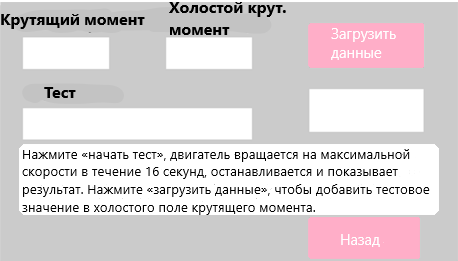 Крутящий момент
Холостой крут.
момент
Загрузить
данные
Тест
Нажмите «начать тест», двигатель вращается на максимальной
скорости в течение 16 секунд, останавливается и показывает
результат. Нажмите «загрузить данные», чтобы добавить тестовое
значение в холостого поле крутящего момента.
Назад